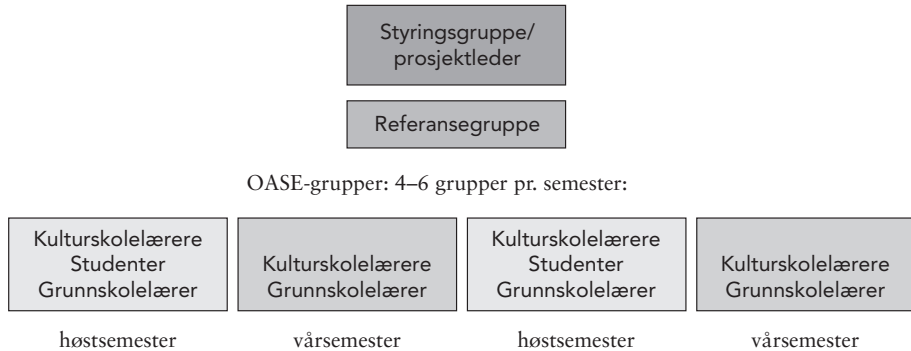 Styringsgruppe/
prosjektleder
Referansegruppe
OASE-grupper: 4–6 grupper pr. semester:
Kulturskolelærere
Studenter
Grunnskolelærer
Kulturskolelærere
Grunnskolelærer
Kulturskolelærere
Studenter
Grunnskolelærer
Kulturskolelærere
Grunnskolelærer
høstsemester
vårsemester
høstsemester
vårsemester